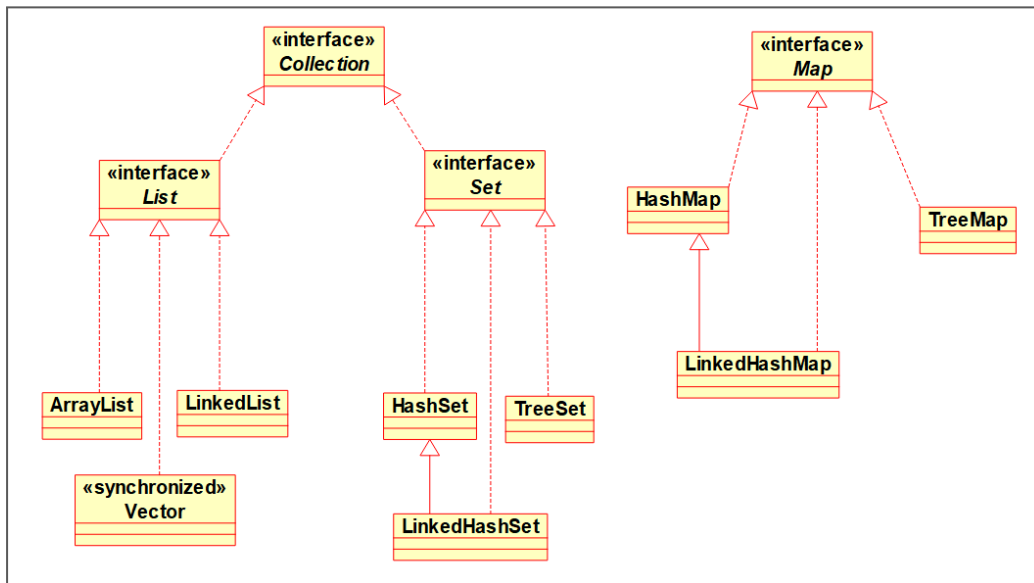 «interface»
Collection
«interface»
List
«interface»
Set
ArrayList
LinkedList
«synchronized»
Vector
HashSet
TreeSet
LinkedHashSet
«interface»
Map
HashMap
TreeMap
LinkedHashMap